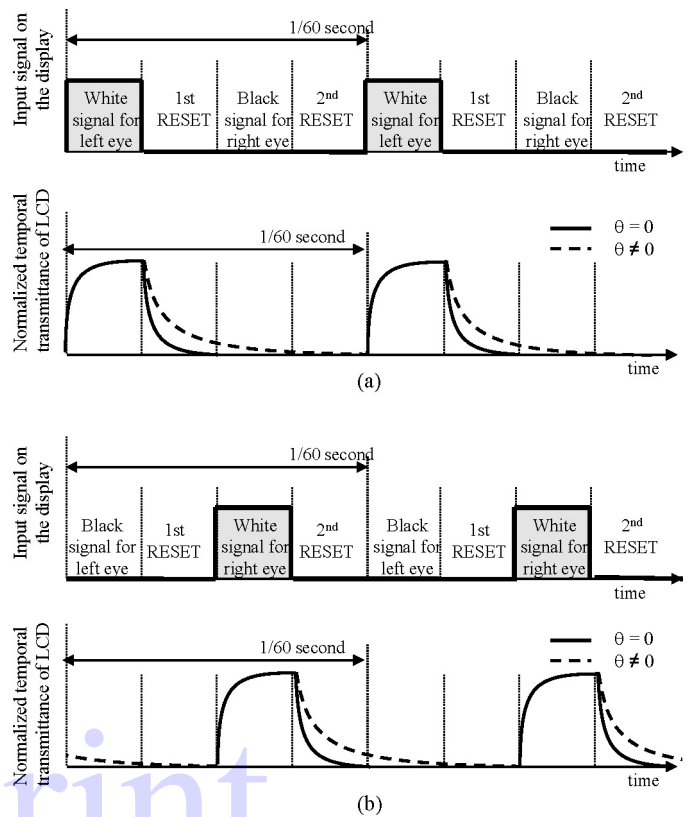 1/60 second
Input signal on
the display
White
signal for
left eye
1st
RESET
Black
signal for
right eye
2nd
RESET
White
signal for
left eye
1st
RESET
Black
signal for
right eye
2nd
RESET
time
Normalized temporal
transmittance of LCD
1/60 second
θ = 0
θ ≠ 0
time
(a)
1/60 second
Input signal on
the display
Black
signal for
left eye
1st
RESET
White
signal for
right eye
2nd
RESET
Black
signal for
left eye
1st
RESET
White
signal for
right eye
2nd
RESET
time
Normalized temporal
transmittance of LCD
1/60 second
θ = 0
θ ≠ 0
time
(b)
rint